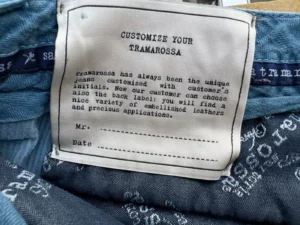 CUSTOMIZE YOUR
TRAMAROSSA
Tramarossa has always been the unique
jeans customized with customer's
initials. Now our customer can choose
also the back label: you will find a
nice variety of embellished leathers
and precious applications.
Mr.
Date